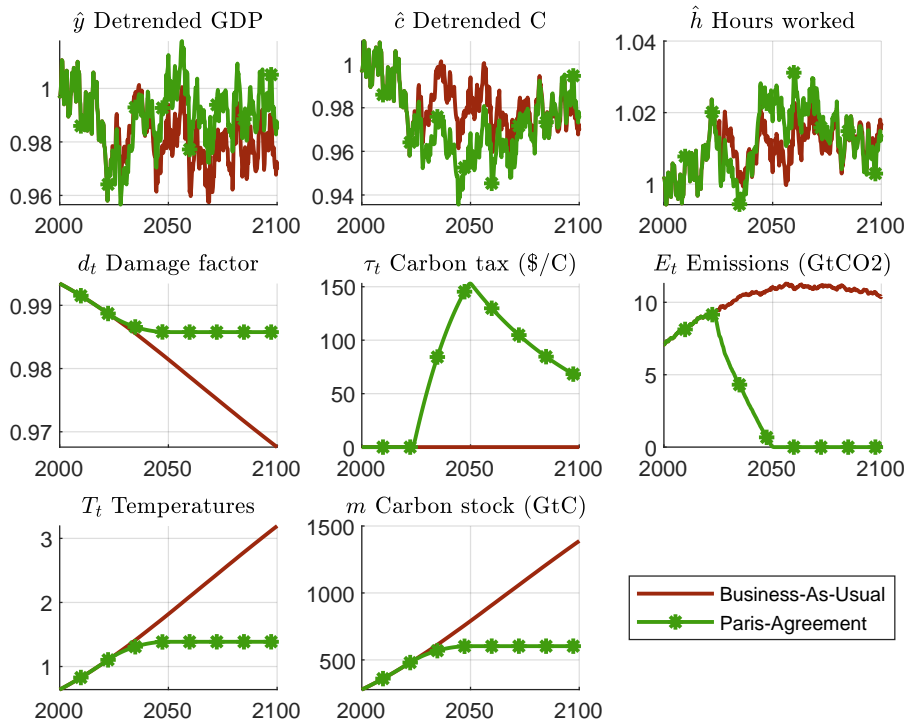 ŷ Detrended GDP
ĉ Detrended C
ĥ Hours worked
1
0.98
0.96
2000 2050 2100
1
0.98
0.96
0.94
2000 2050 2100
1.04
1.02
1
2000 2050 2100
d_t Damage factor
τ_t Carbon tax ($/C)
E_t Emissions (GtCO2)
0.99
0.98
0.97
2000 2050 2100
150
100
50
0
2000 2050 2100
10
5
0
2000 2050 2100
T_t Temperatures
m Carbon stock (GtC)
3
2
1
2000 2050 2100
1500
1000
500
2000 2050 2100
Business-As-Usual
Paris-Agreement